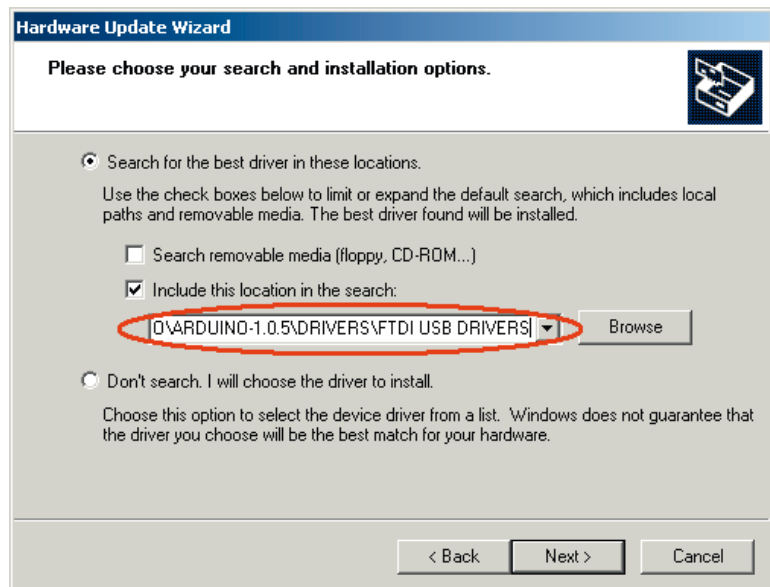 Hardware Update Wizard
Please choose your search and installation options.
Search for the best driver in these locations.
Use the check boxes below to limit or expand the default search, which includes local
paths and removable media. The best driver found will be installed.
Search removable media (floppy, CD-ROM...)
Include this location in the search:
O\ARDUINO-1.0.5\DRIVERS\FTDI USB DRIVERS
Browse
Don't search. I will choose the driver to install.
Choose this option to select the device driver from a list.  Windows does not guarantee that
the driver you choose will be the best match for your hardware.
< Back
Next >
Cancel